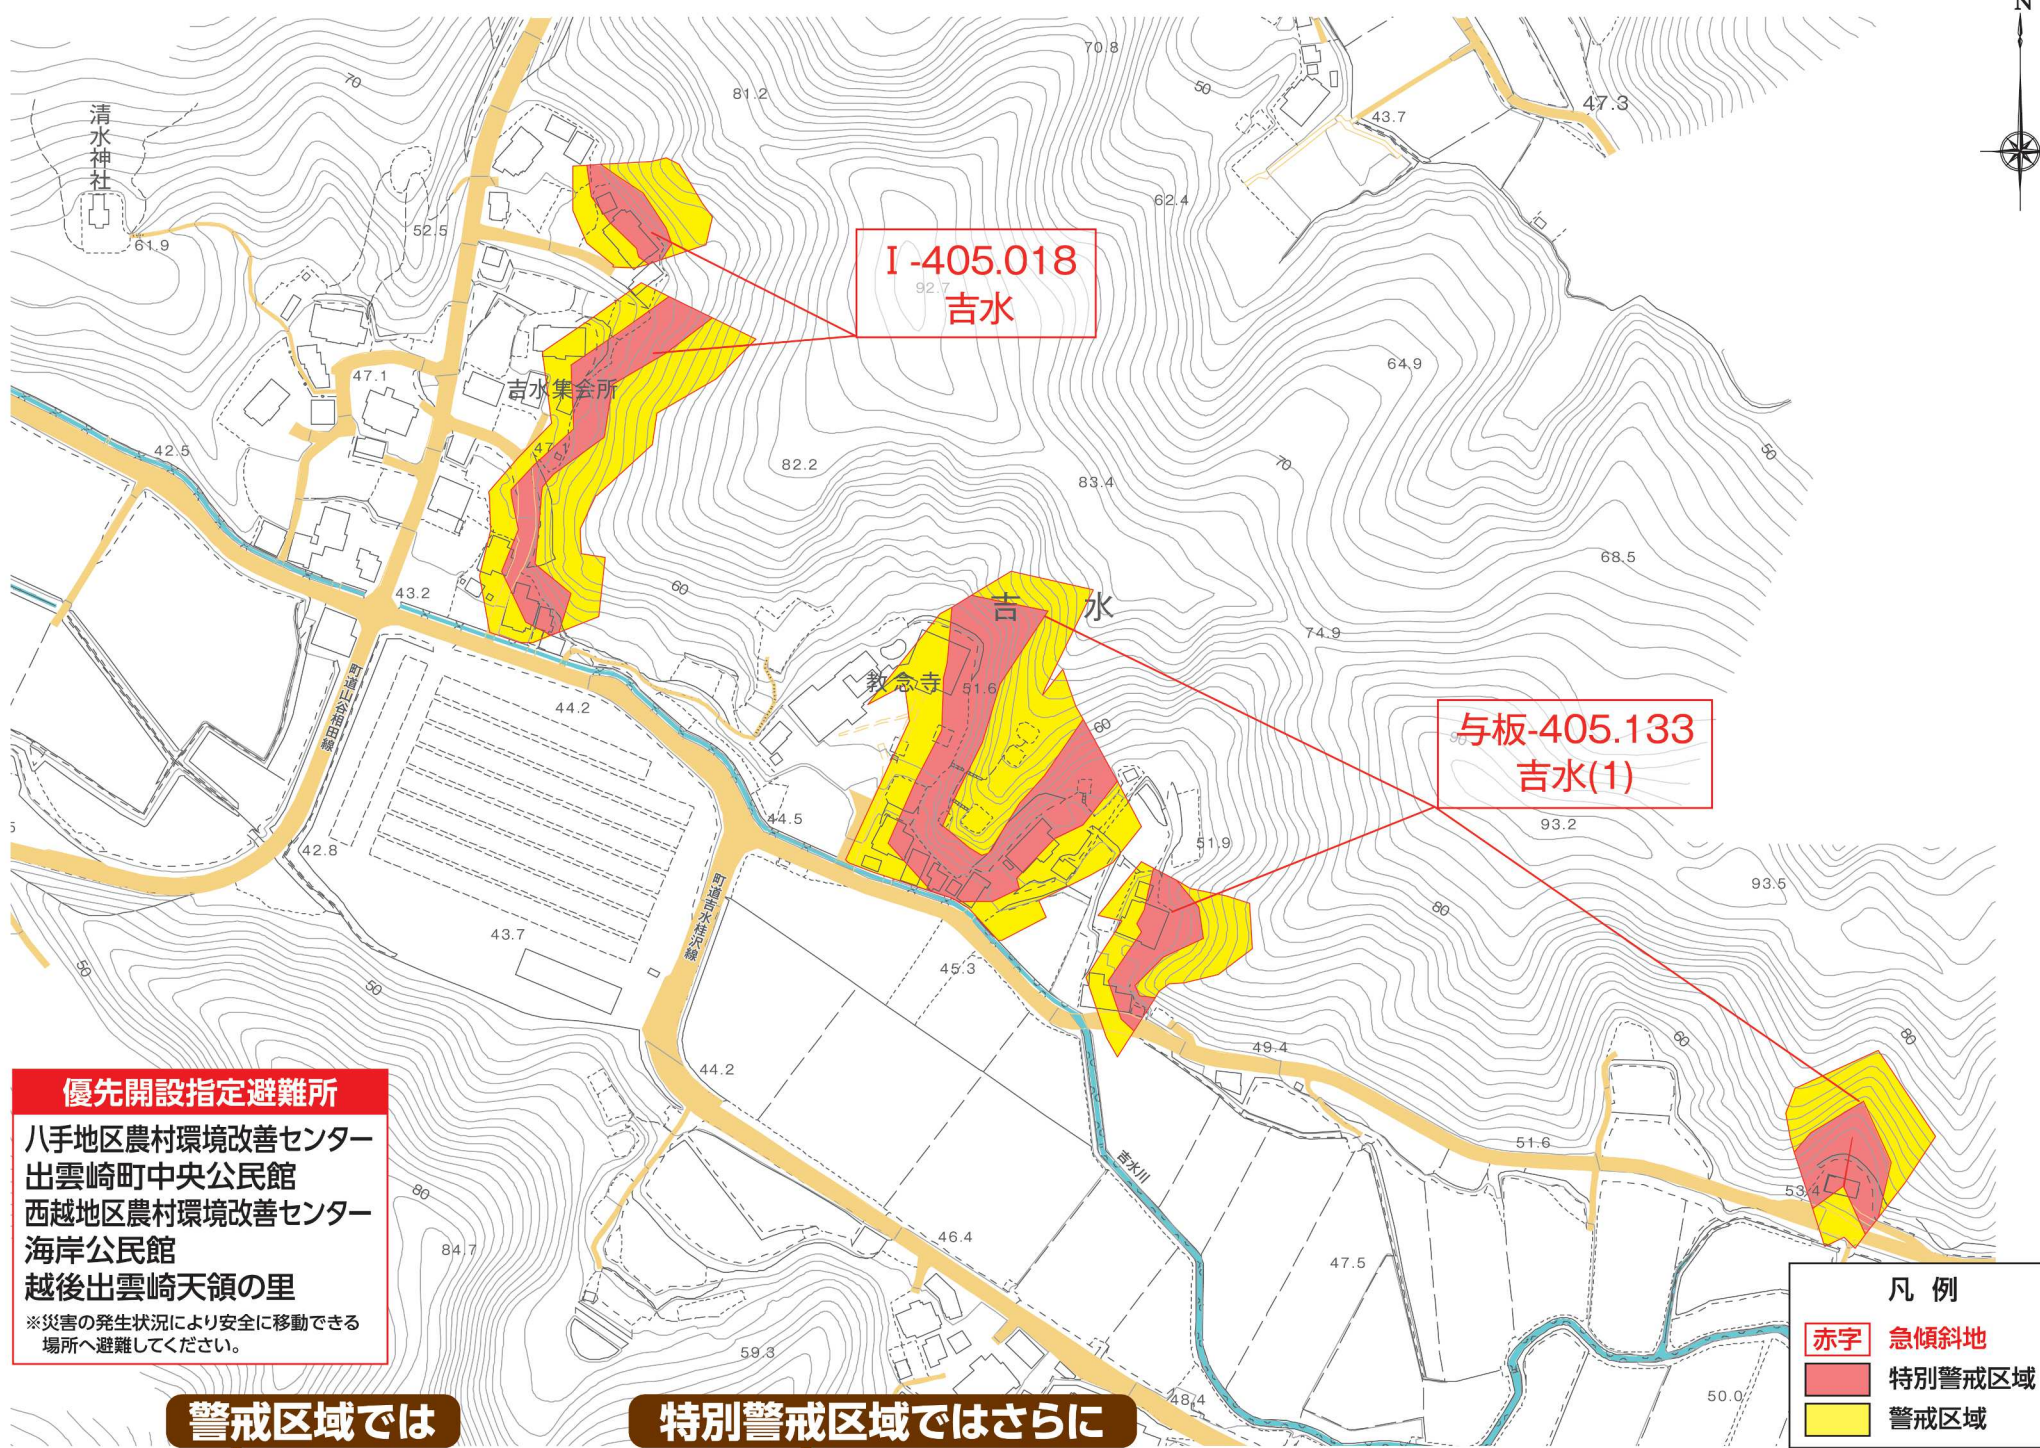 N
70.8
70
81.2
50
47.3
43.7
清水神社
62.4
52.5
61.9
I-405.018
吉水
92.7
64.9
47.1
吉水集会所
42.5
47.1
82.2
70
83.4
50
68.5
43.2
60
吉水
74.9
教念寺
51.6
町道山谷相田線
44.2
60
与板-405.133
吉水(1)
90
44.5
93.2
42.8
51.9
93.5
町道吉水桂沢線
80
43.7
45.3
50
50
80
49.4
60
44.2
51.6
優先開設指定避難所
八手地区農村環境改善センター
出雲崎町中央公民館
西越地区農村環境改善センター
海岸公民館
越後出雲崎天領の里
※災害の発生状況により安全に移動できる
場所へ避難してください。
吉水川
80
53.4
84.7
46.4
47.5
59.3
48.4
50.0
凡例
赤字 急傾斜地
特別警戒区域
警戒区域
警戒区域では
特別警戒区域ではさらに